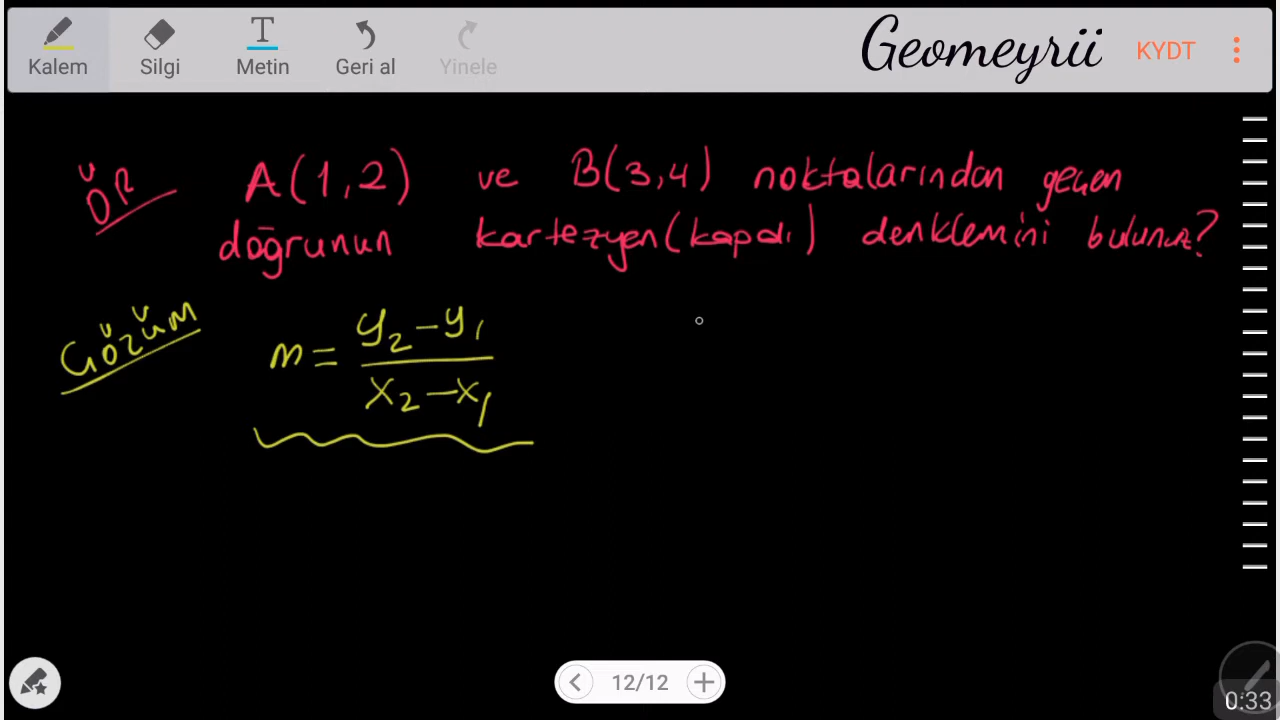 Kalem Silgi Metin Geri al Yinele Geomeyrii KYDT
ÖR A(1,2) ve B(3,4) noktalarından geçen
doğrunun kartezyen(kapalı) denklemini bulunuz?
Çözüm m = y₂-y₁ / x₂-x₁
12/12
0:33